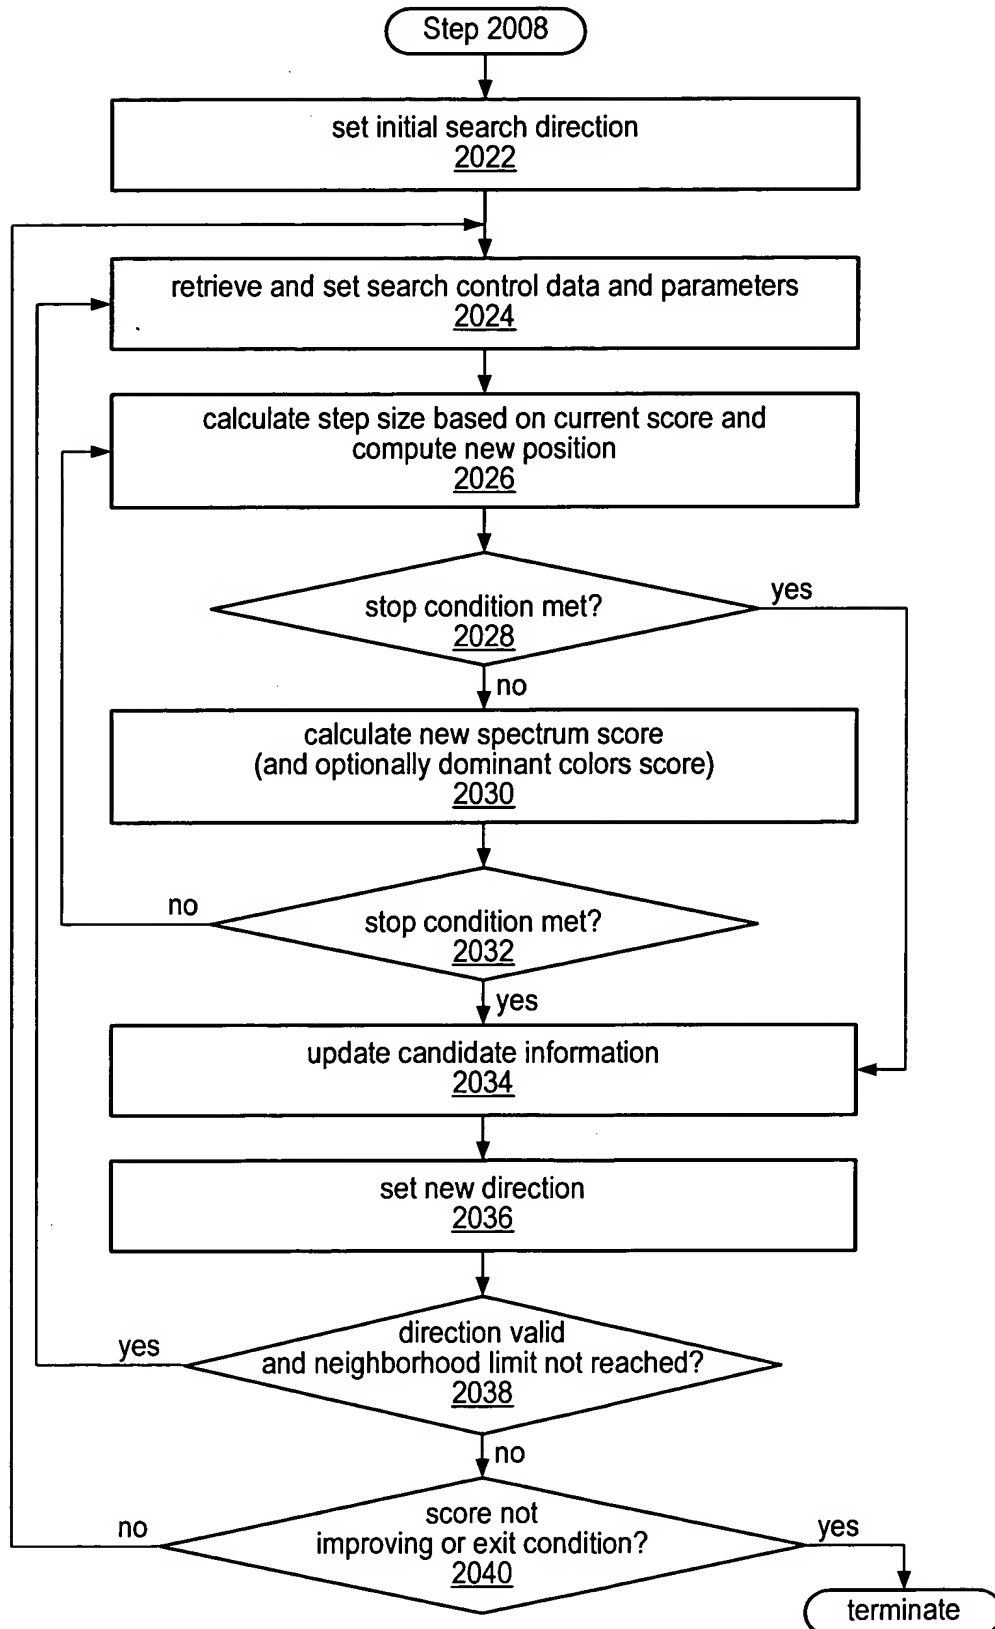 Step 2008
set initial search direction
2022
retrieve and set search control data and parameters
2024
calculate step size based on current score and
compute new position
2026
stop condition met?
2028
yes
no
calculate new spectrum score
(and optionally dominant colors score)
2030
stop condition met?
2032
no
yes
update candidate information
2034
set new direction
2036
direction valid
and neighborhood limit not reached?
2038
yes
no
score not
improving or exit condition?
2040
no
yes
terminate